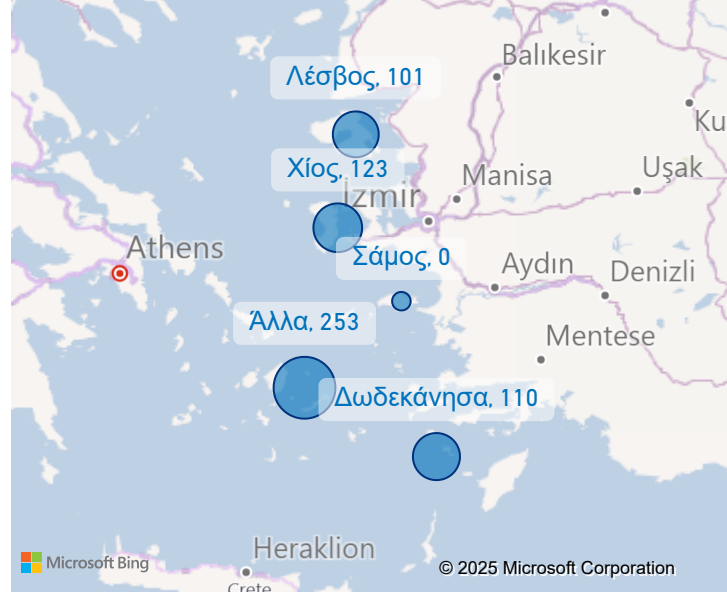 Balıkesir
Λέσβος, 101
Ku
Χίος, 123
Uşak
Manisa
İzmir
Athens
Σάμος, 0
Aydın
Denizli
Άλλα, 253
Mentese
Δωδεκάνησα, 110
Heraklion
Microsoft Bing
© 2025 Microsoft Corporation
Crete